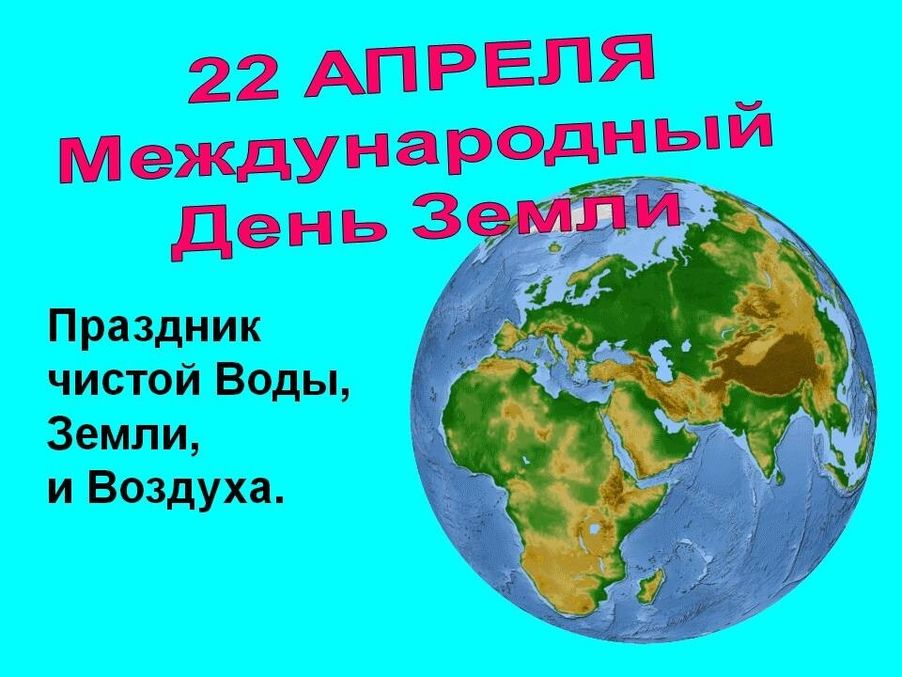 22 АПРЕЛЯ
Международный
День Земли
Праздник
чистой Воды,
Земли,
и Воздуха.